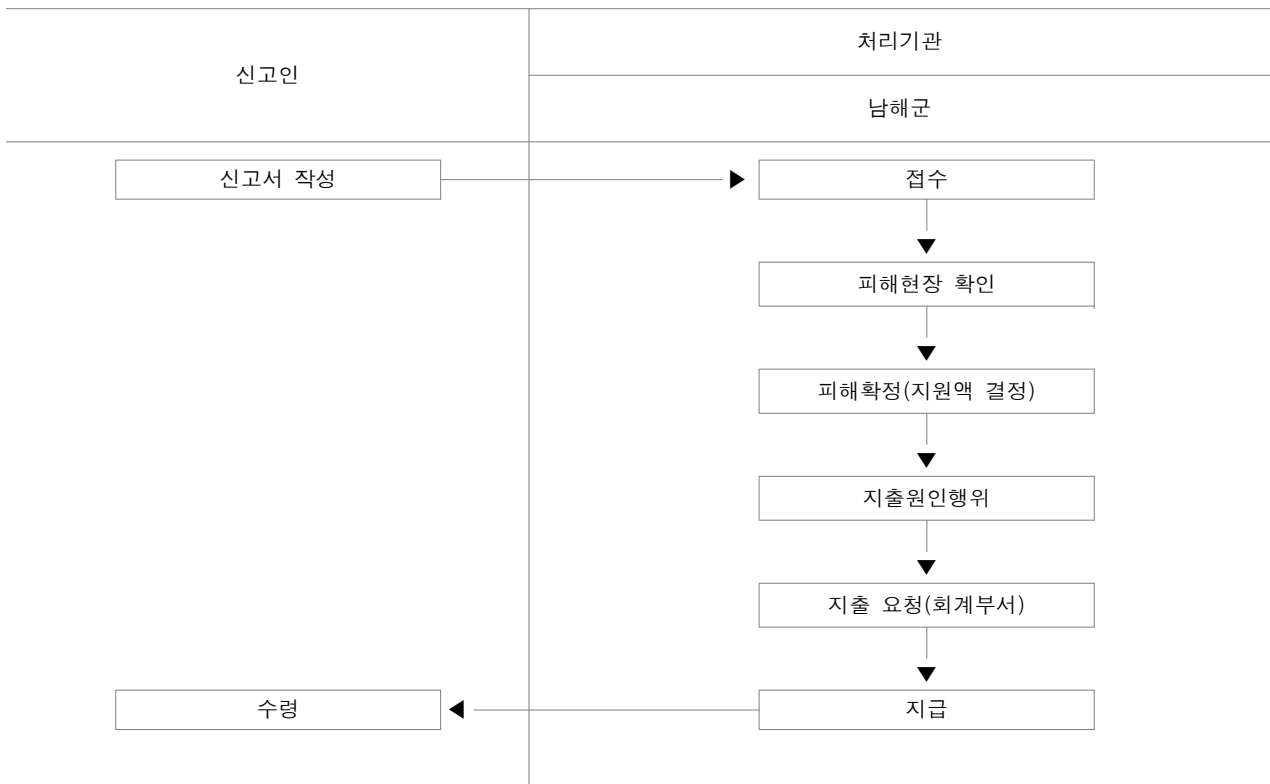 신고인
처리기관
남해군
신고서 작성
접수
피해현장 확인
피해확정(지원액 결정)
지출원인행위
지출 요청(회계부서)
수령
지급